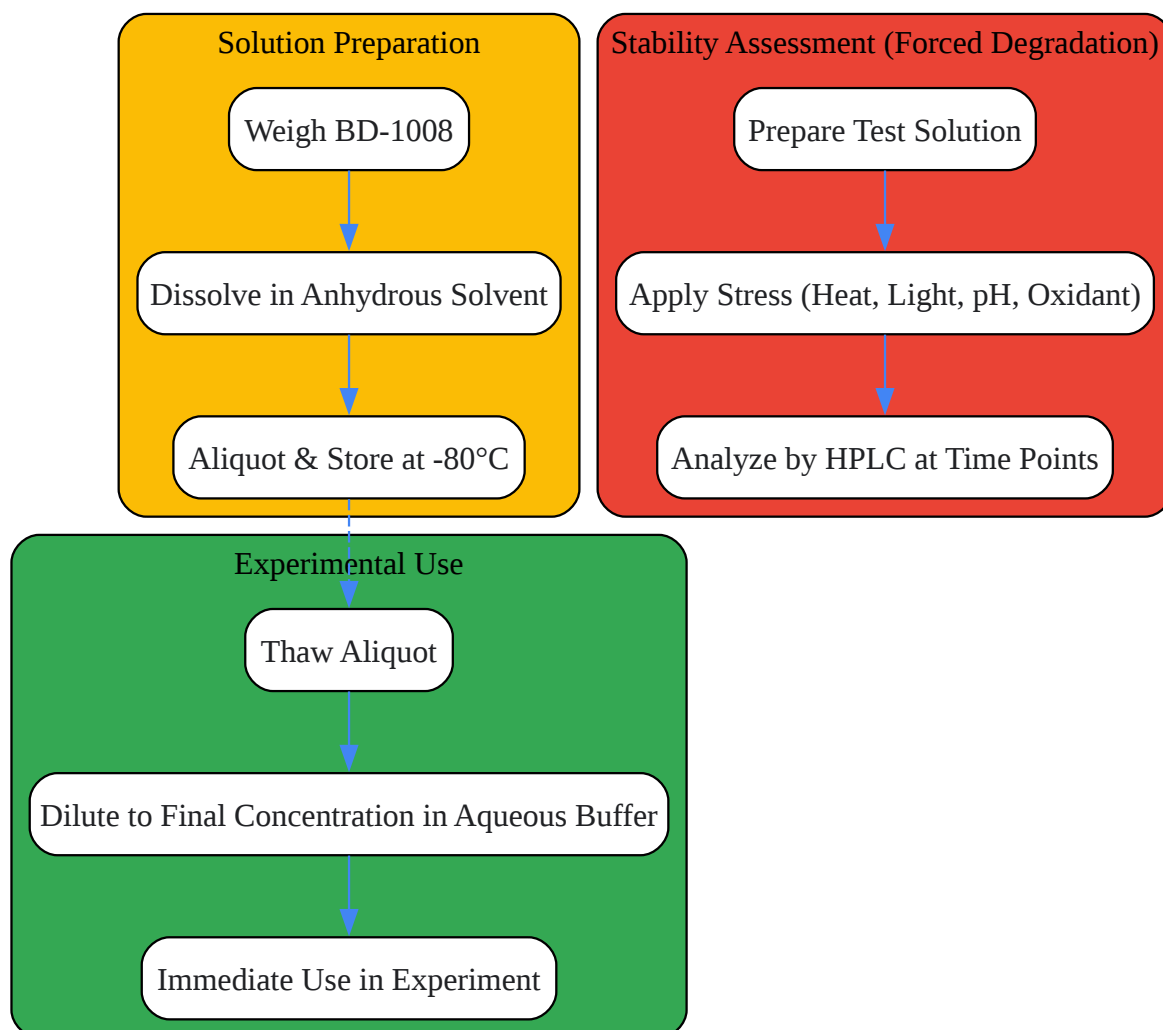 Solution Preparation
Weigh BD-1008
Dissolve in Anhydrous Solvent
Aliquot & Store at -80°C
Stability Assessment (Forced Degradation)
Prepare Test Solution
Apply Stress (Heat, Light, pH, Oxidant)
Analyze by HPLC at Time Points
Experimental Use
Thaw Aliquot
Dilute to Final Concentration in Aqueous Buffer
Immediate Use in Experiment